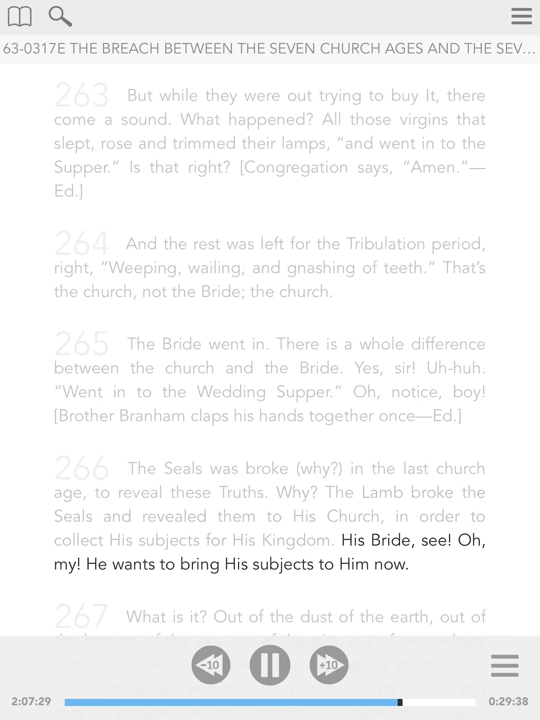 63-0317E THE BREACH BETWEEN THE SEVEN CHURCH AGES AND THE SEV...
263 But while they were out trying to buy It, there
come a sound. What happened? All those virgins that
slept, rose and trimmed their lamps, “and went in to the
Supper.” Is that right? [Congregation says, “Amen.”—
Ed.]
264 And the rest was left for the Tribulation period,
right, “Weeping, wailing, and gnashing of teeth.” That’s
the church, not the Bride; the church.
265 The Bride went in. There is a whole difference
between the church and the Bride. Yes, sir! Uh-huh.
“Went in to the Wedding Supper.” Oh, notice, boy!
[Brother Branham claps his hands together once—Ed.]
266 The Seals was broke (why?) in the last church
age, to reveal these Truths. Why? The Lamb broke the
Seals and revealed them to His Church, in order to
collect His subjects for His Kingdom. His Bride, see! Oh,
my! He wants to bring His subjects to Him now.
267 What is it? Out of the dust of the earth, out of
-10 +10
2:07:29 0:29:38